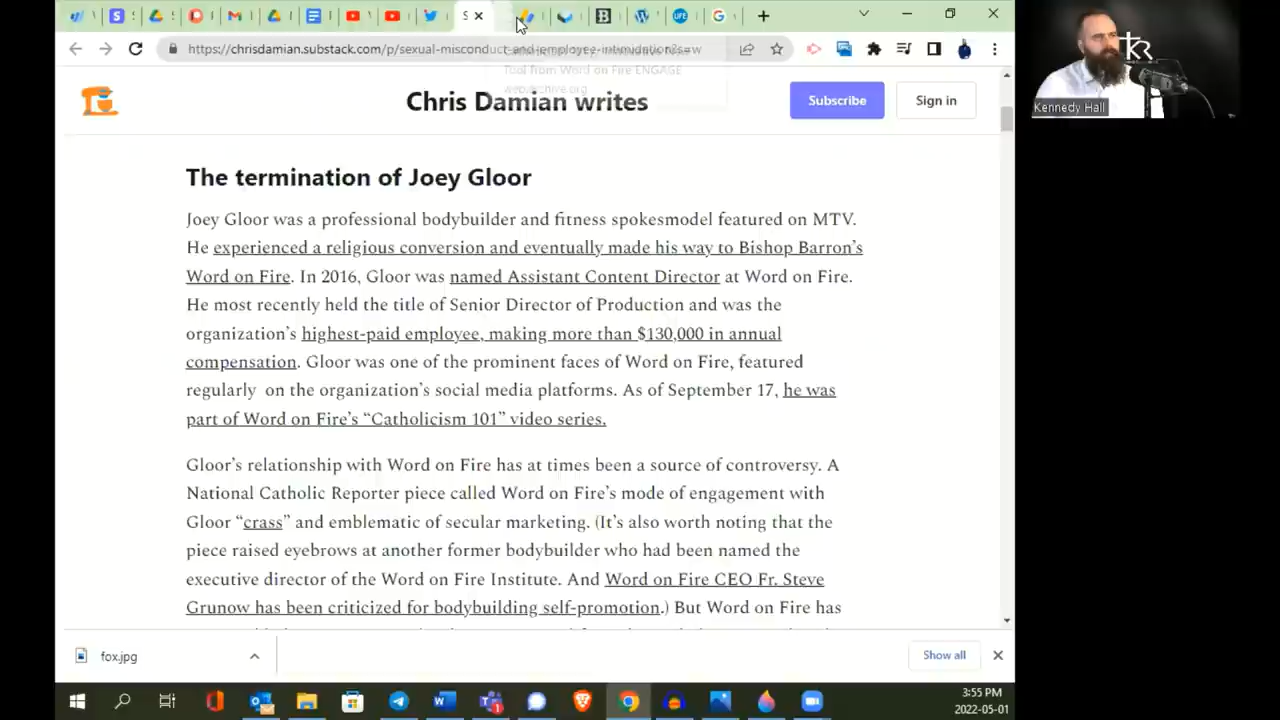 https://chrisdamian.substack.com/p/sexual-misconduct-and-employee-intimidation?s=w
Tool from Word on Fire ENGAGE
web.archive.org
Chris Damian writes
Subscribe
Sign in
The termination of Joey Gloor
Joey Gloor was a professional bodybuilder and fitness spokesmodel featured on MTV.
He experienced a religious conversion and eventually made his way to Bishop Barron’s
Word on Fire. In 2016, Gloor was named Assistant Content Director at Word on Fire.
He most recently held the title of Senior Director of Production and was the
organization’s highest-paid employee, making more than $130,000 in annual
compensation. Gloor was one of the prominent faces of Word on Fire, featured
regularly on the organization’s social media platforms. As of September 17, he was
part of Word on Fire’s “Catholicism 101” video series.
Gloor’s relationship with Word on Fire has at times been a source of controversy. A
National Catholic Reporter piece called Word on Fire’s mode of engagement with
Gloor “crass” and emblematic of secular marketing. (It’s also worth noting that the
piece raised eyebrows at another former bodybuilder who had been named the
executive director of the Word on Fire Institute. And Word on Fire CEO Fr. Steve
Grunow has been criticized for bodybuilding self-promotion.) But Word on Fire has
fox.jpg
Show all
3:55 PM
2022-05-01
Kennedy Hall